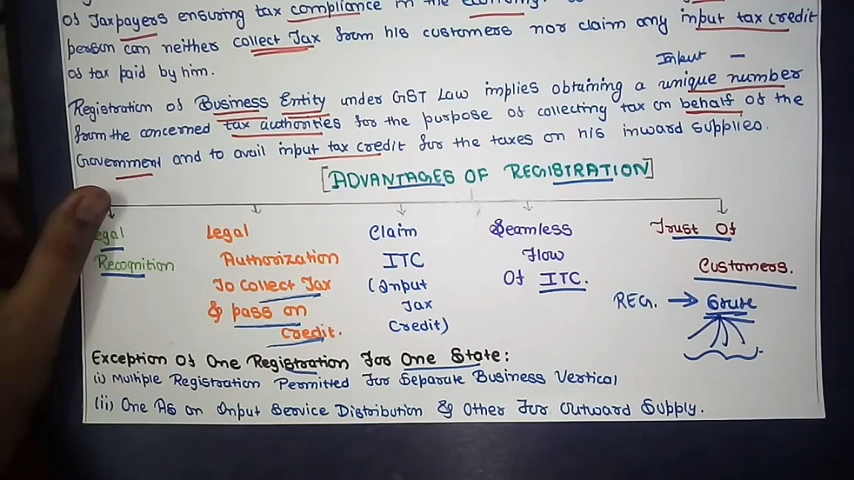 of Taxpayers ensuring tax compliance in the economy.
person can neither collect Tax from his customers nor claim any input tax credit
of tax paid by him.
Input –
Registration of Business Entity under GST Law implies obtaining a unique number
from the concerned tax authorities for the purpose of collecting tax on behalf of the
Government and to avail input tax credit for the taxes on his inward supplies.
[ADVANTAGES OF REGISTRATION]
egal
Recognition
Legal
Authorization
To Collect Tax
& pass on
credit.
Claim
ITC
(Input
Tax
Credit)
Seamless
Flow
Of ITC.
Trust Of
Customers.
REG. →
Exception Of One Registration For One State:
(i) Multiple Registration Permitted For Separate Business Vertical
(ii) One As an Input Service Distribution & Other For Outward Supply.